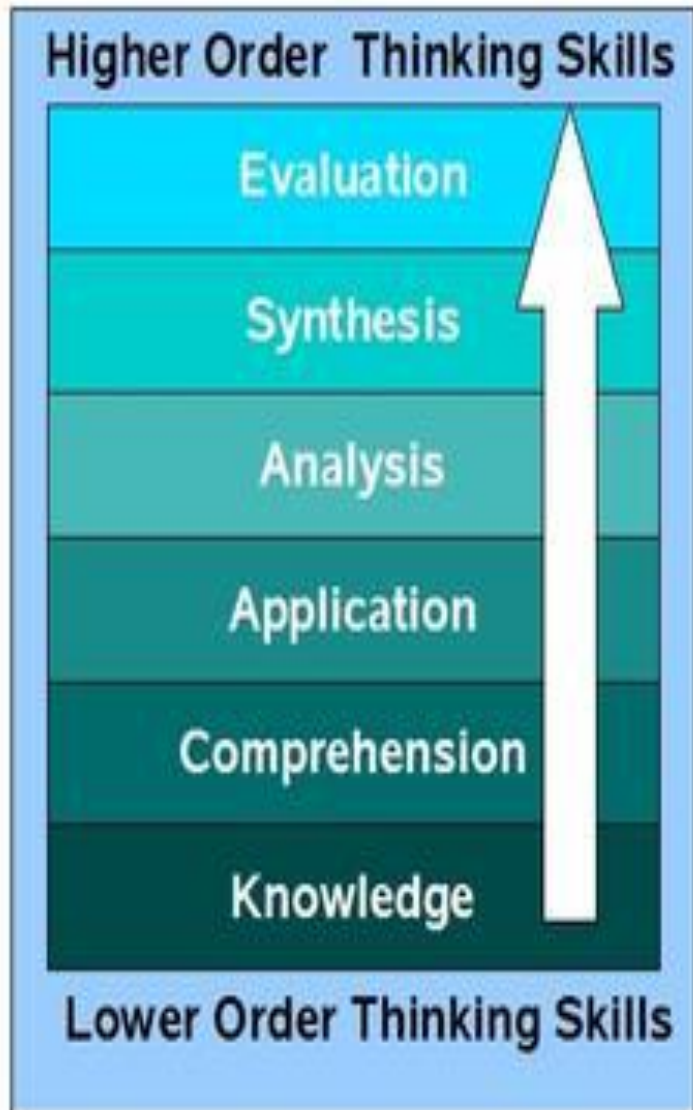 Higher Order Thinking Skills
Evaluation
Synthesis
Analysis
Application
Comprehension
Knowledge
Lower Order Thinking Skills